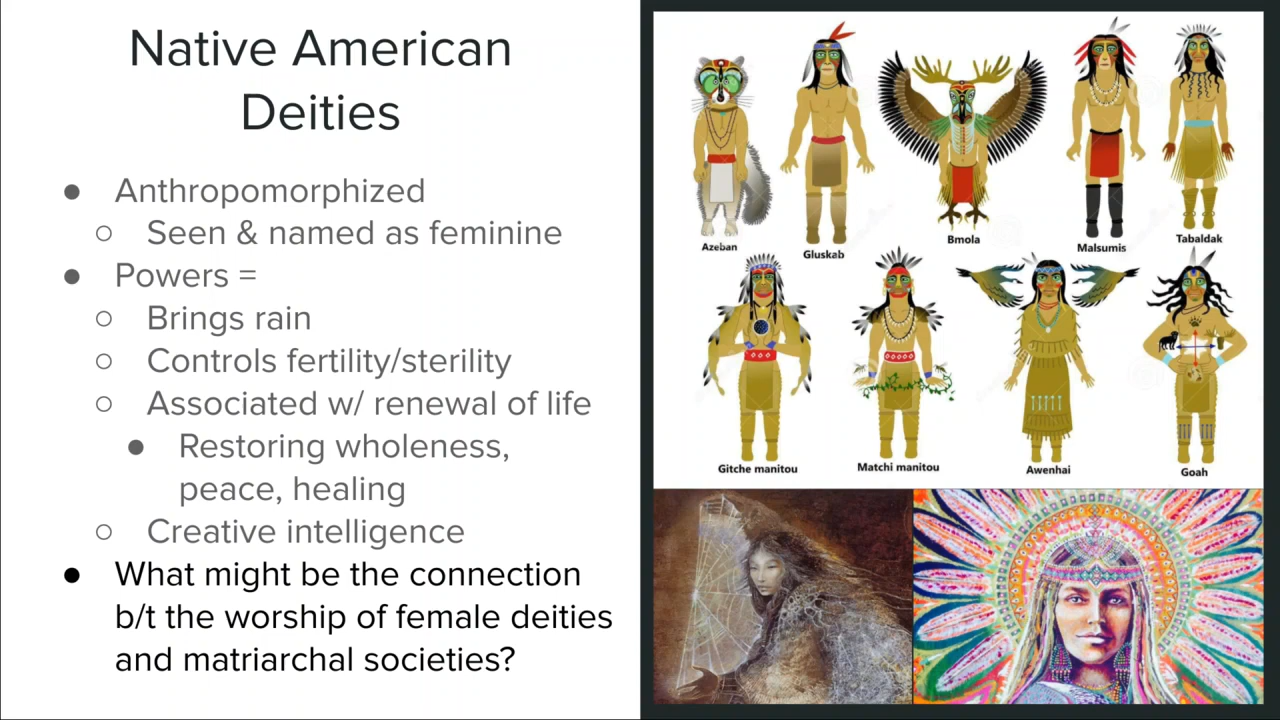 Native American
Deities
● Anthropomorphized
○ Seen & named as feminine
● Powers =
○ Brings rain
○ Controls fertility/sterility
○ Associated w/ renewal of life
● Restoring wholeness,
peace, healing
○ Creative intelligence
● What might be the connection
b/t the worship of female deities
and matriarchal societies?
Azeban
Gluskab
Bmola
Malsumis
Tabaldak
Gitche manitou
Matchi manitou
Awenhai
Goah